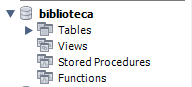 biblioteca
Tables
Views
Stored Procedures
Functions